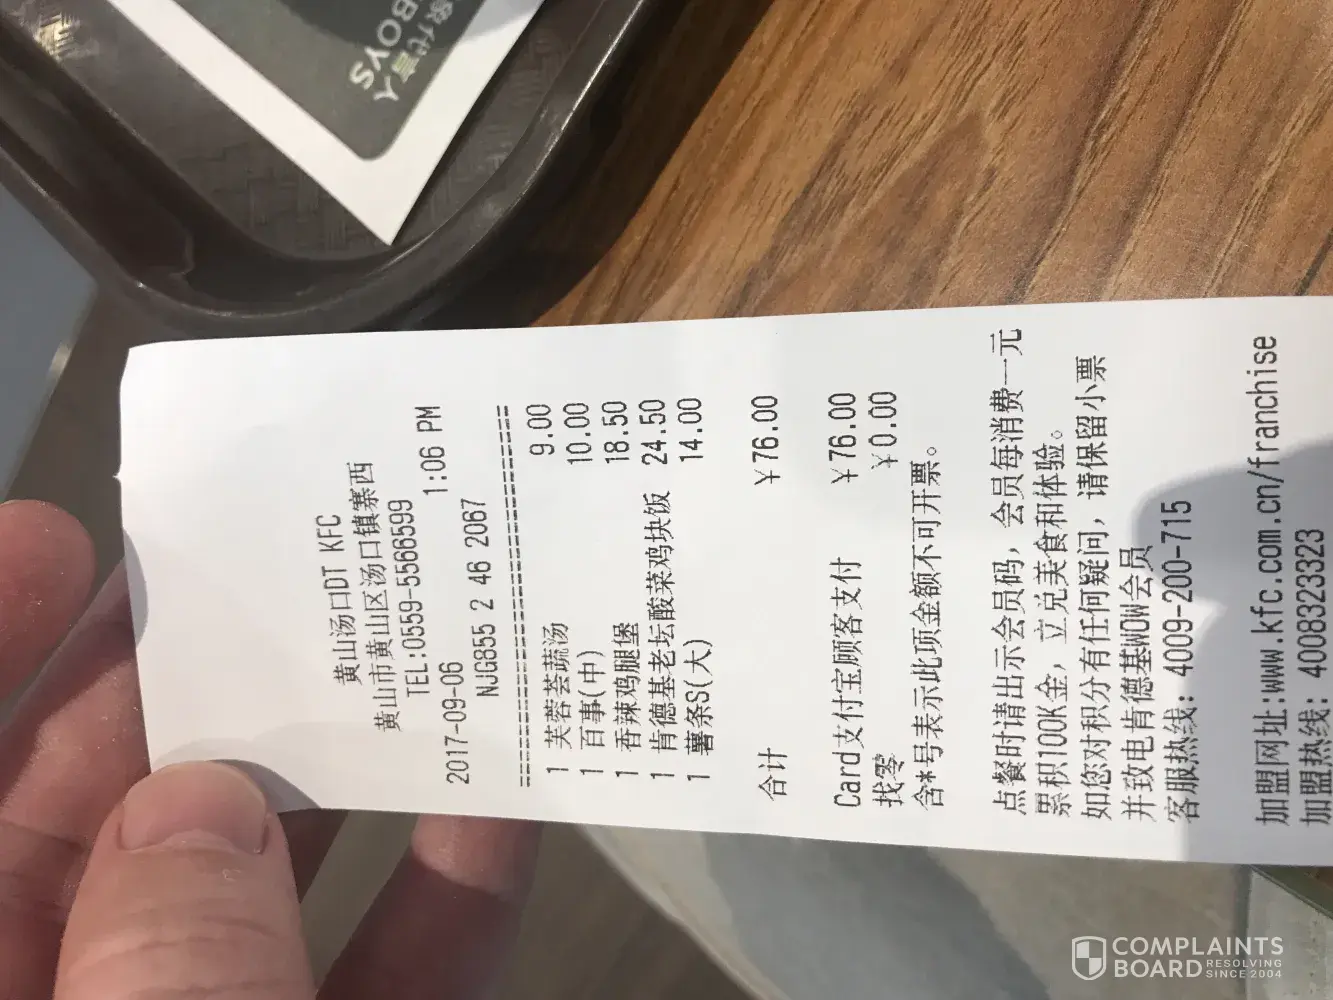 象代言人
BOYS
黄山汤口DT KFC
黄山市黄山区汤口镇寨西
TEL:0559-5566599
2017-09-06 1:06 PM
NJG855 2 46 2067
1 芙蓉荟蔬汤 9.00
1 百事(中) 10.00
1 香辣鸡腿堡 18.50
1 肯德基老坛酸菜鸡块饭 24.50
1 薯条S(大) 14.00
合计 ¥76.00
Card支付宝顾客支付 ¥76.00
找零 ¥0.00
含*号表示此项金额不可开票。
点餐时请出示会员码，会员每消费一元
累积100K金，立兑美食和体验。
如您对积分有任何疑问，请保留小票
并致电肯德基WOW会员
客服热线：4009-200-715
加盟网址:www.kfc.com.cn/franchise
加盟热线：4008323323
COMPLAINTS
BOARD RESOLVING
SINCE 2004